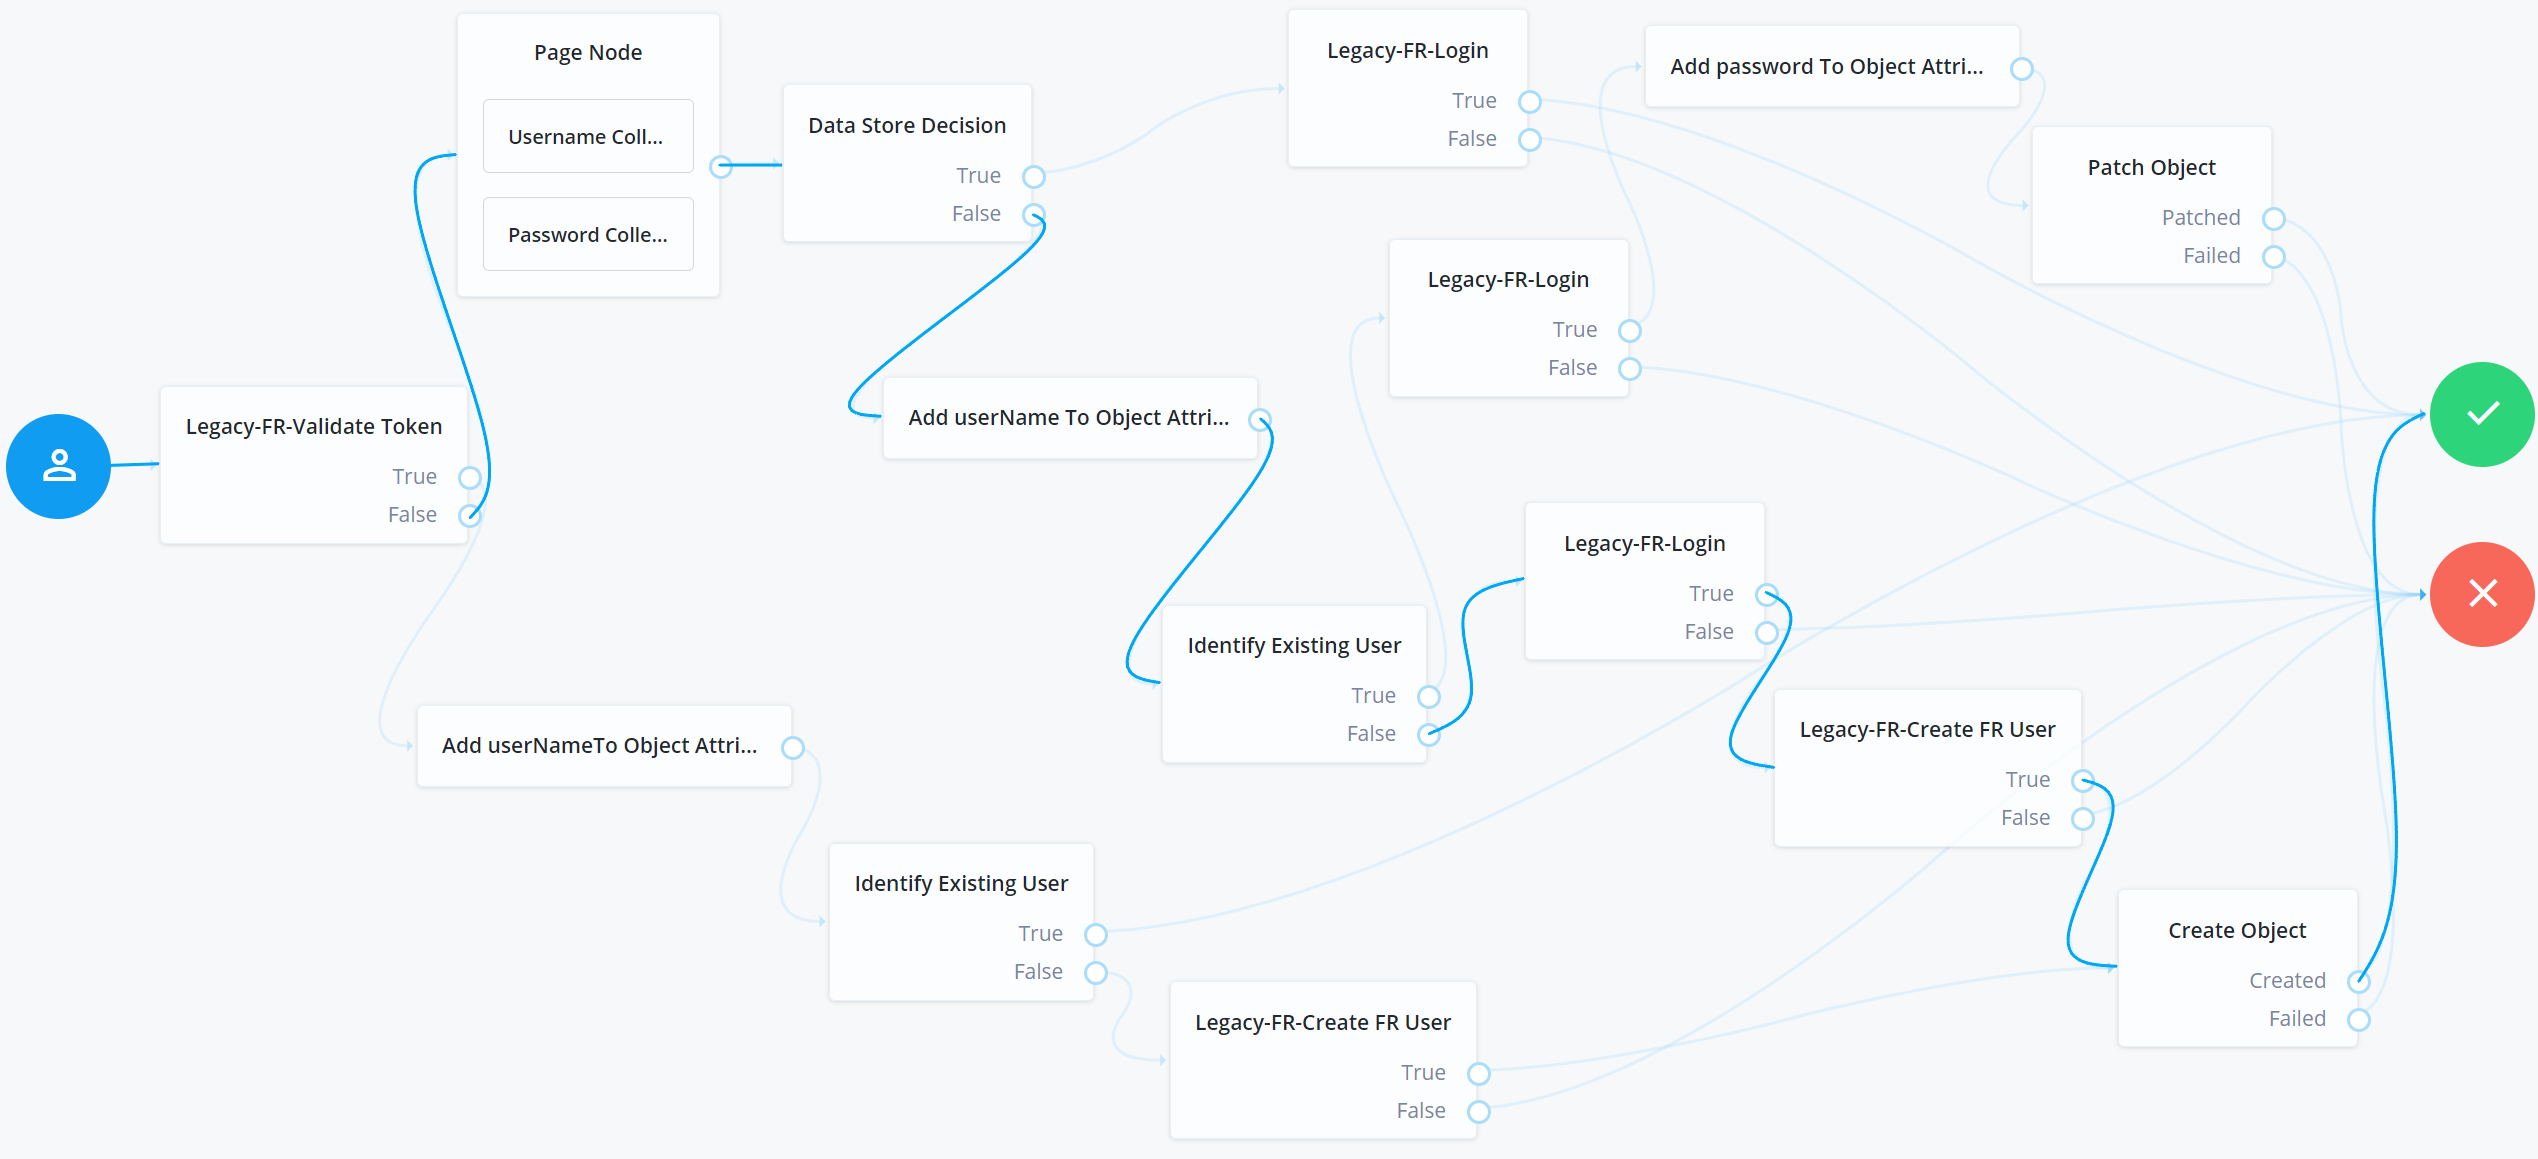 Page Node
Username Coll...
Password Colle...
Data Store Decision
True
False
Legacy-FR-Login
True
False
Add password To Object Attri...
Patch Object
Patched
Failed
Legacy-FR-Login
True
False
Legacy-FR-Validate Token
True
False
Add userName To Object Attri...
Legacy-FR-Login
True
False
Identify Existing User
True
False
Legacy-FR-Create FR User
True
False
Add userNameTo Object Attri...
Identify Existing User
True
False
Create Object
Created
Failed
Legacy-FR-Create FR User
True
False